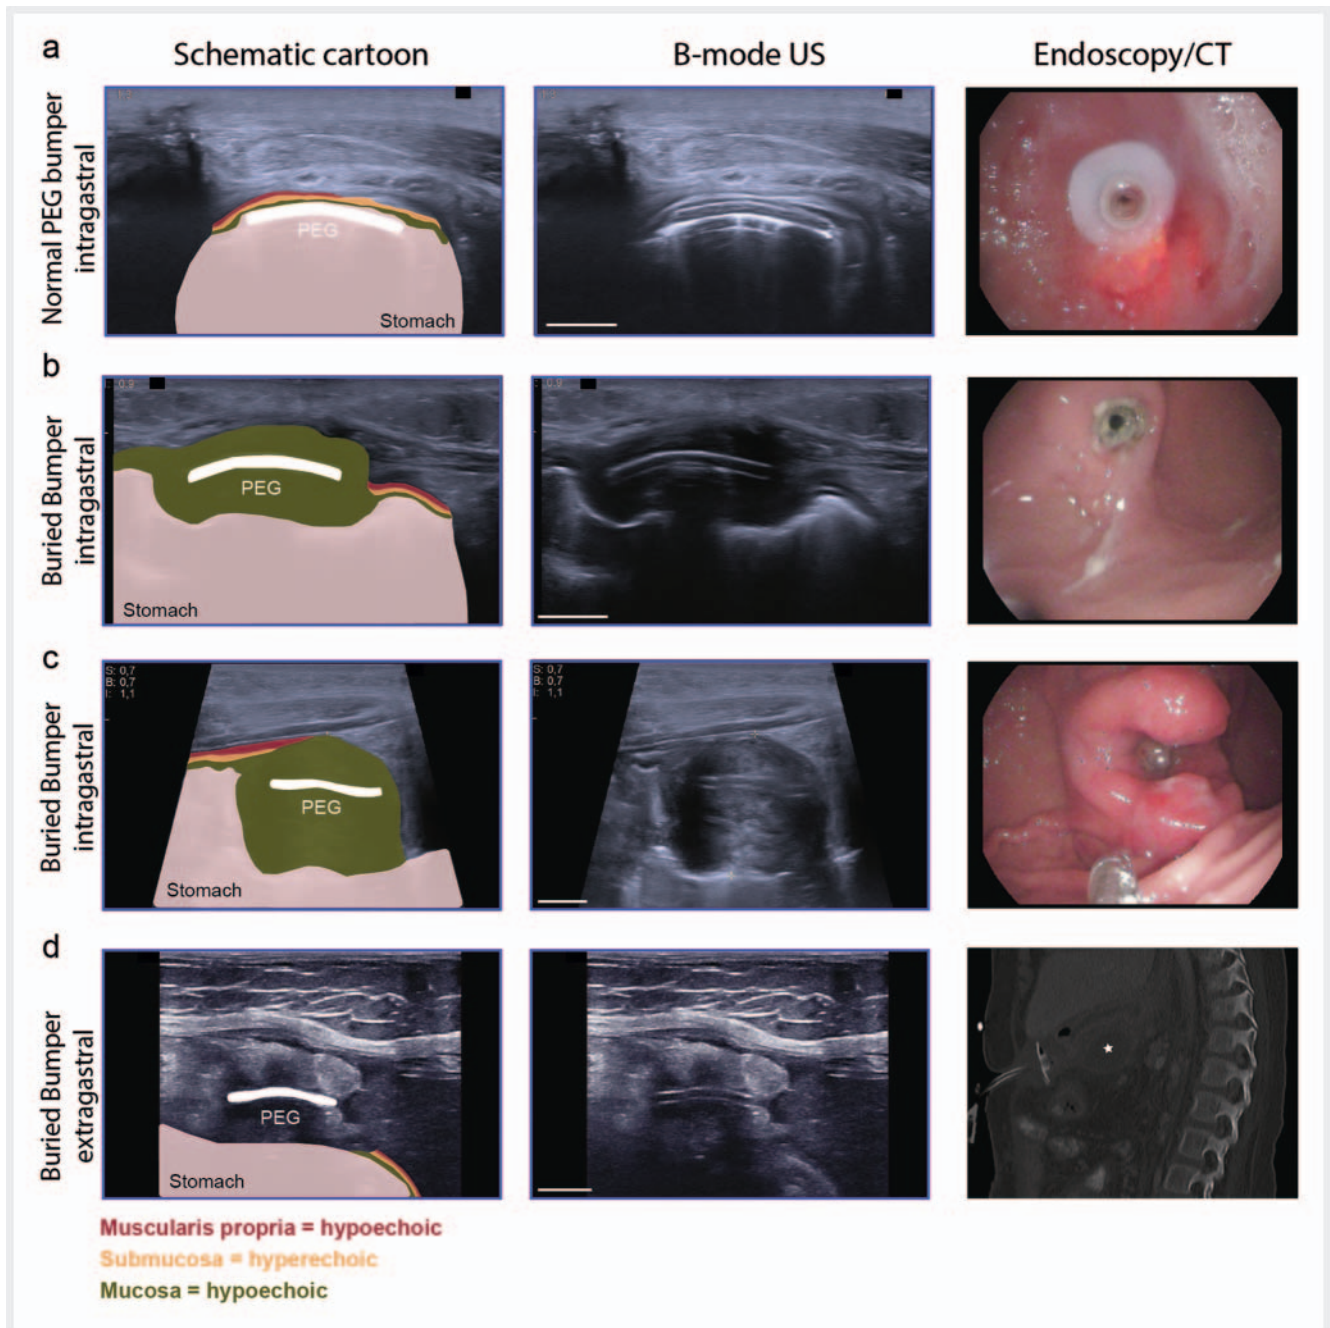 a
Schematic cartoon
B-mode US
Endoscopy/CT
Normal PEG bumper
intragastral
PEG
Stomach
b
Buried Bumper
intragastral
PEG
Stomach
c
Buried Bumper
intragastral
S: 0,7
B: 0,7
I: 1,1
PEG
Stomach
S: 0,7
B: 0,7
I: 1,1
d
Buried Bumper
extragastral
PEG
Stomach
Muscularis propria = hypoechoic
Submucosa = hyperechoic
Mucosa = hypoechoic